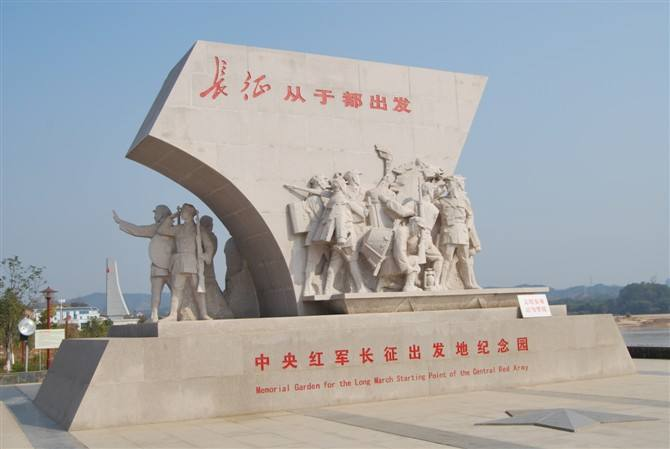 长征 从于都出发
中央红军长征出发地纪念园
Memorial Garden for the Long March Starting Point of the Central Red Army